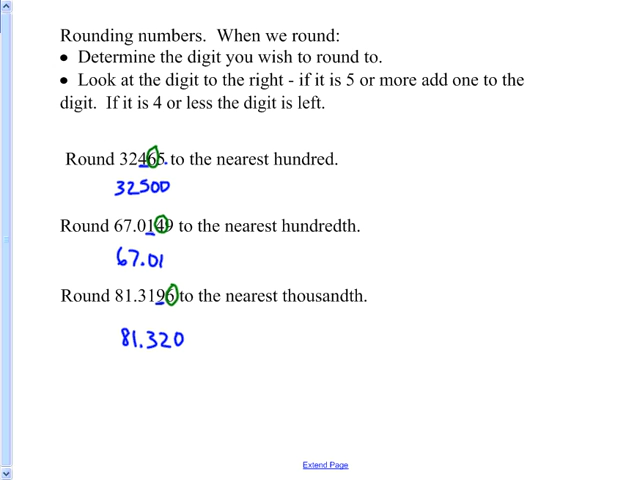 Rounding numbers.  When we round:
• Determine the digit you wish to round to.
• Look at the digit to the right - if it is 5 or more add one to the
digit.  If it is 4 or less the digit is left.
Round 32465. to the nearest hundred.
32500
Round 67.0149 to the nearest hundredth.
67.01
Round 81.3196 to the nearest thousandth.
81.320
Extend Page